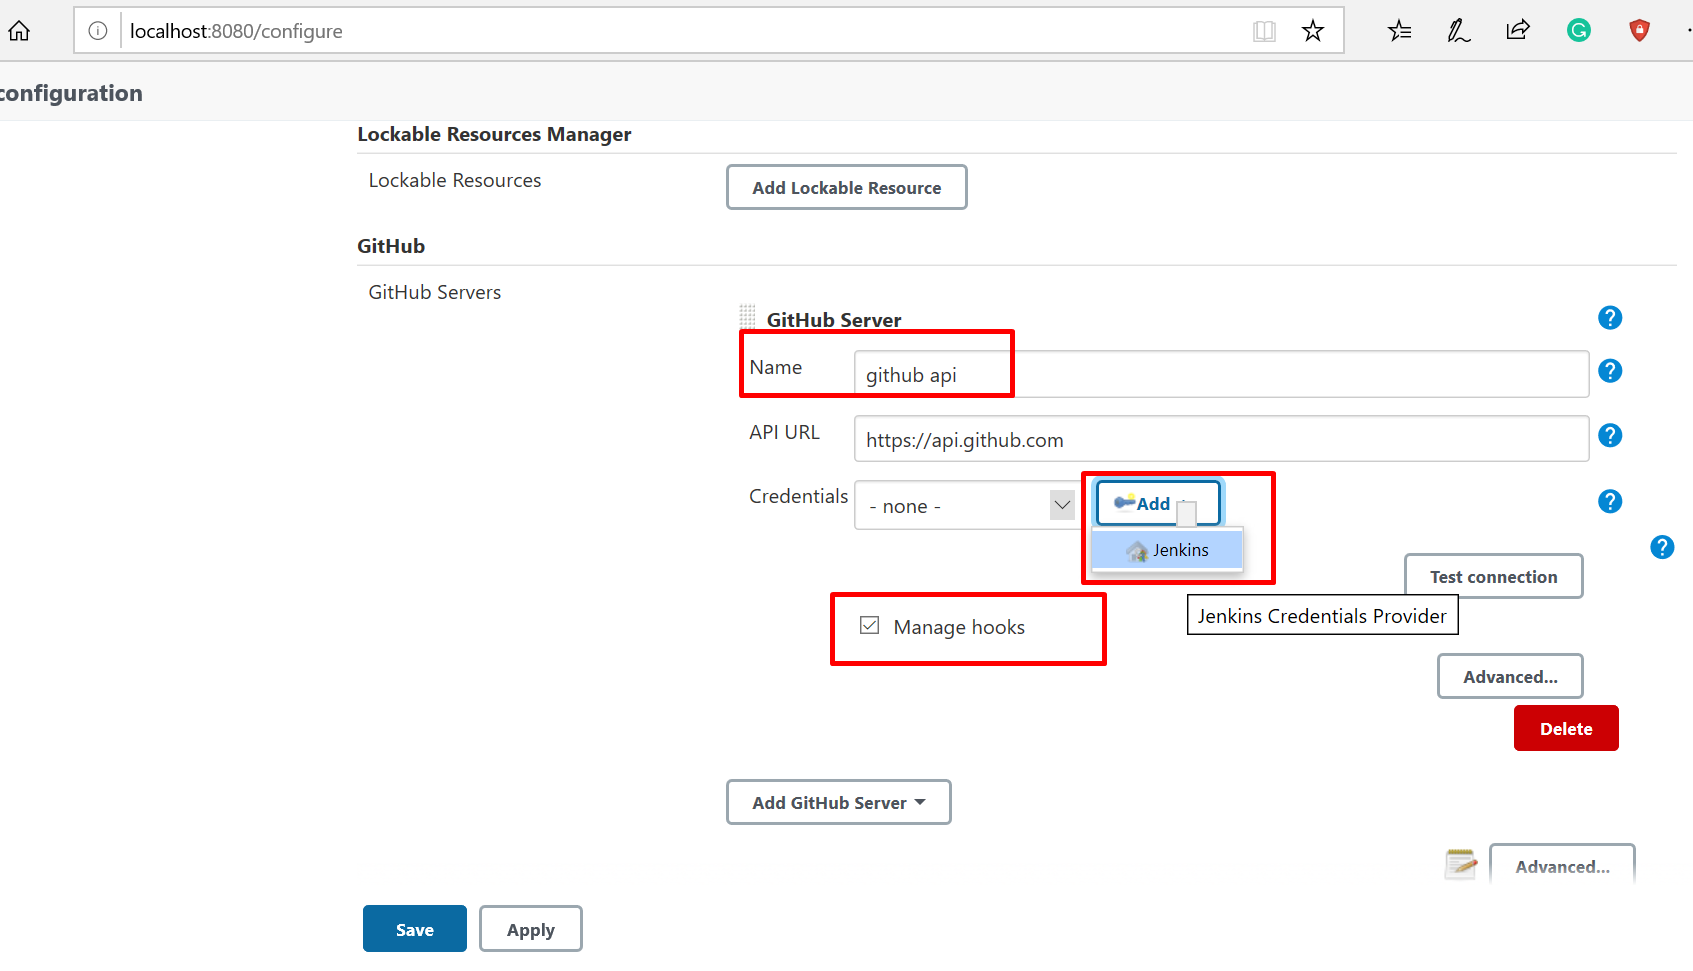 localhost:8080/configure
configuration
Lockable Resources Manager
Lockable Resources
Add Lockable Resource
GitHub
GitHub Servers
GitHub Server
?
Name
github api
?
API URL
https://api.github.com
?
Credentials
- none -
Add
?
Jenkins
?
Test connection
Jenkins Credentials Provider
Manage hooks
Advanced...
Delete
Add GitHub Server
Advanced...
Save
Apply